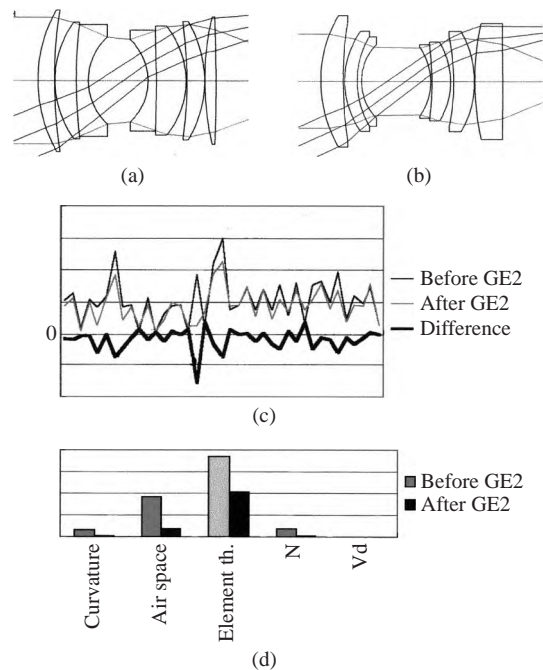 (a)
(b)
Before GE2
After GE2
Difference
0
(c)
Before GE2
After GE2
Curvature
Air space
Element th.
N
Vd
(d)